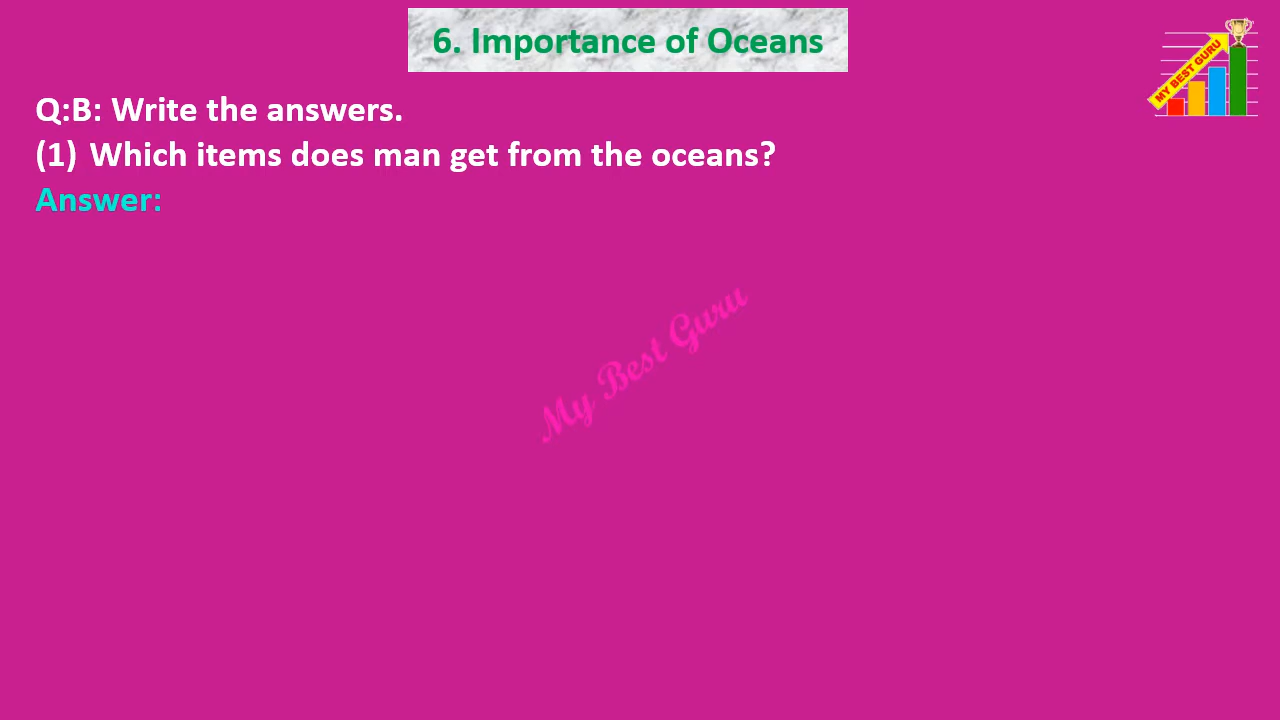 6. Importance of Oceans
MY BEST GURU
Q:B: Write the answers.
(1) Which items does man get from the oceans?
Answer:
My Best Guru